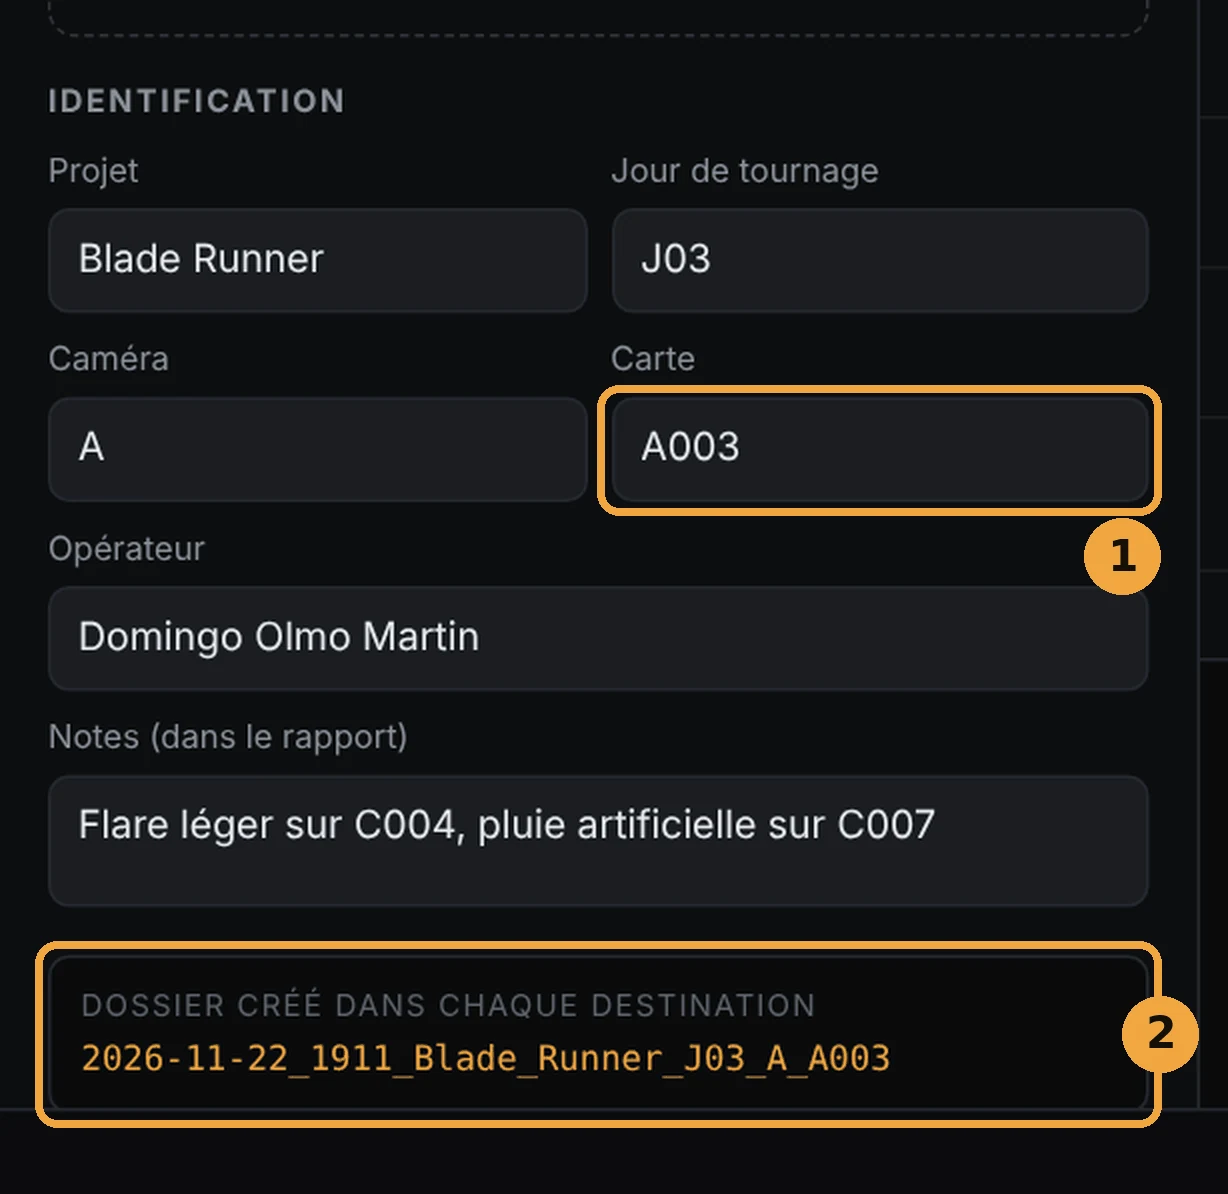 IDENTIFICATION
Projet
Jour de tournage
Blade Runner
J03
Caméra
Carte
A
A003
1
Opérateur
Domingo Olmo Martin
Notes (dans le rapport)
Flare léger sur C004, pluie artificielle sur C007
DOSSIER CRÉÉ DANS CHAQUE DESTINATION
2026-11-22_1911_Blade_Runner_J03_A_A003
2